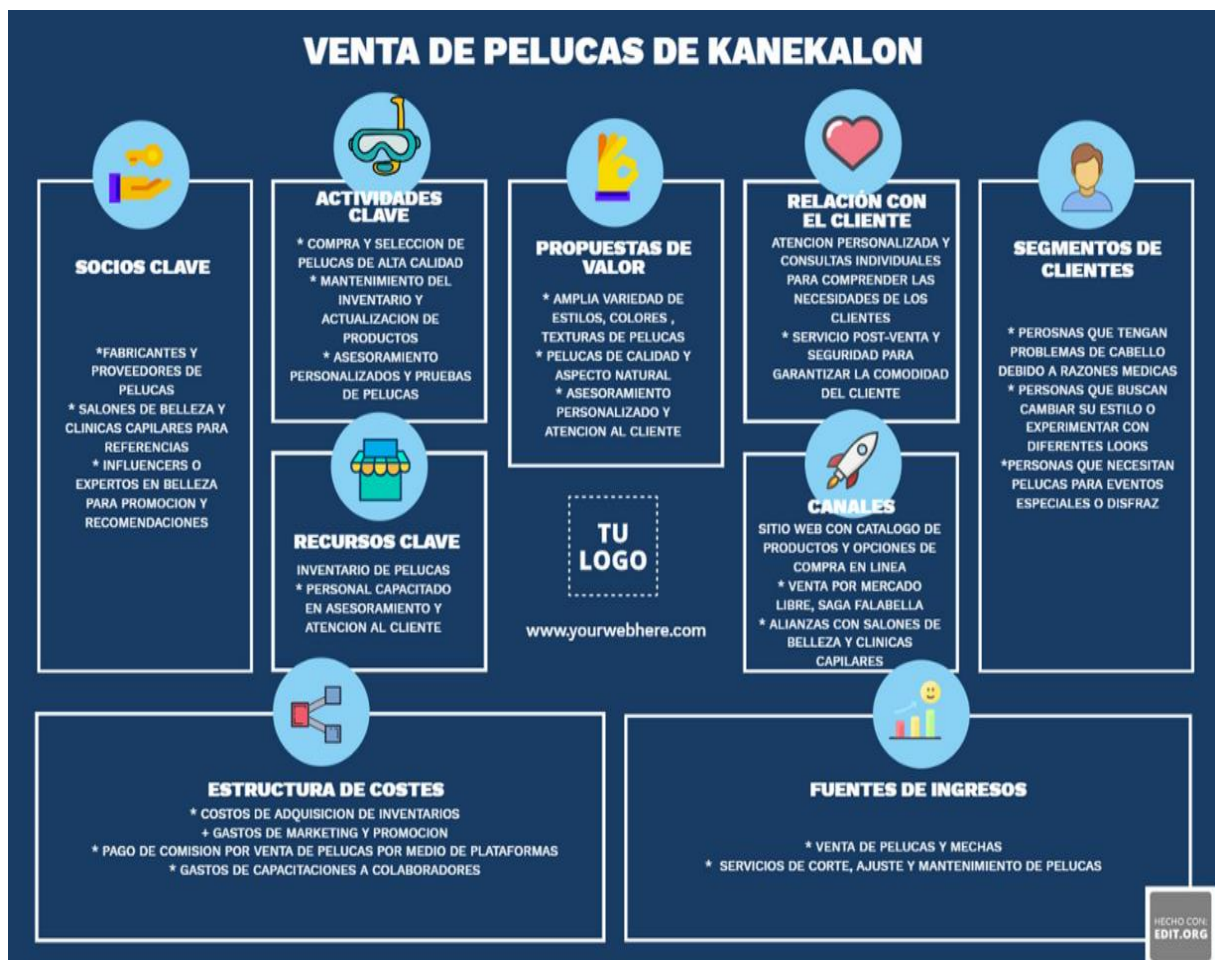 VENTA DE PELUCAS DE KANEKALON
SOCIOS CLAVE
*FABRICANTES Y
PROVEEDORES DE
PELUCAS
* SALONES DE BELLEZA Y
CLINICAS CAPILARES PARA
REFERENCIAS
* INFLUENCERS O
EXPERTOS EN BELLEZA
PARA PROMOCION Y
RECOMENDACIONES
ACTIVIDADES
CLAVE
* COMPRA Y SELECCION DE
PELUCAS DE ALTA CALIDAD
* MANTENIMIENTO DEL
INVENTARIO Y
ACTUALIZACION DE
PRODUCTOS
* ASESORAMIENTO
PERSONALIZADOS Y PRUEBAS
DE PELUCAS
RECURSOS CLAVE
INVENTARIO DE PELUCAS
* PERSONAL CAPACITADO
EN ASESORAMIENTO Y
ATENCION AL CLIENTE
PROPUESTAS DE
VALOR
* AMPLIA VARIEDAD DE
ESTILOS, COLORES ,
TEXTURAS DE PELUCAS
* PELUCAS DE CALIDAD Y
ASPECTO NATURAL
* ASESORAMIENTO
PERSONALIZADO Y
ATENCION AL CLIENTE
TU
LOGO
www.yourwebhere.com
RELACIÓN CON
EL CLIENTE
ATENCION PERSONALIZADA Y
CONSULTAS INDIVIDUALES
PARA COMPRENDER LAS
NECESIDADES DE LOS
CLIENTES
* SERVICIO POST-VENTA Y
SEGURIDAD PARA
GARANTIZAR LA COMODIDAD
DEL CLIENTE
CANALES
SITIO WEB CON CATALOGO DE
PRODUCTOS Y OPCIONES DE
COMPRA EN LINEA
* VENTA POR MERCADO
LIBRE, SAGA FALABELLA
* ALIANZAS CON SALONES DE
BELLEZA Y CLINICAS
CAPILARES
SEGMENTOS DE
CLIENTES
* PEROSNAS QUE TENGAN
PROBLEMAS DE CABELLO
DEBIDO A RAZONES MEDICAS
* PERSONAS QUE BUSCAN
CAMBIAR SU ESTILO O
EXPERIMENTAR CON
DIFERENTES LOOKS
*PERSONAS QUE NECESITAN
PELUCAS PARA EVENTOS
ESPECIALES O DISFRAZ
ESTRUCTURA DE COSTES
* COSTOS DE ADQUISICION DE INVENTARIOS
+ GASTOS DE MARKETING Y PROMOCION
* PAGO DE COMISION POR VENTA DE PELUCAS POR MEDIO DE PLATAFORMAS
* GASTOS DE CAPACITACIONES A COLABORADORES
FUENTES DE INGRESOS
* VENTA DE PELUCAS Y MECHAS
* SERVICIOS DE CORTE, AJUSTE Y MANTENIMIENTO DE PELUCAS
HECHO CON:
EDIT.ORG